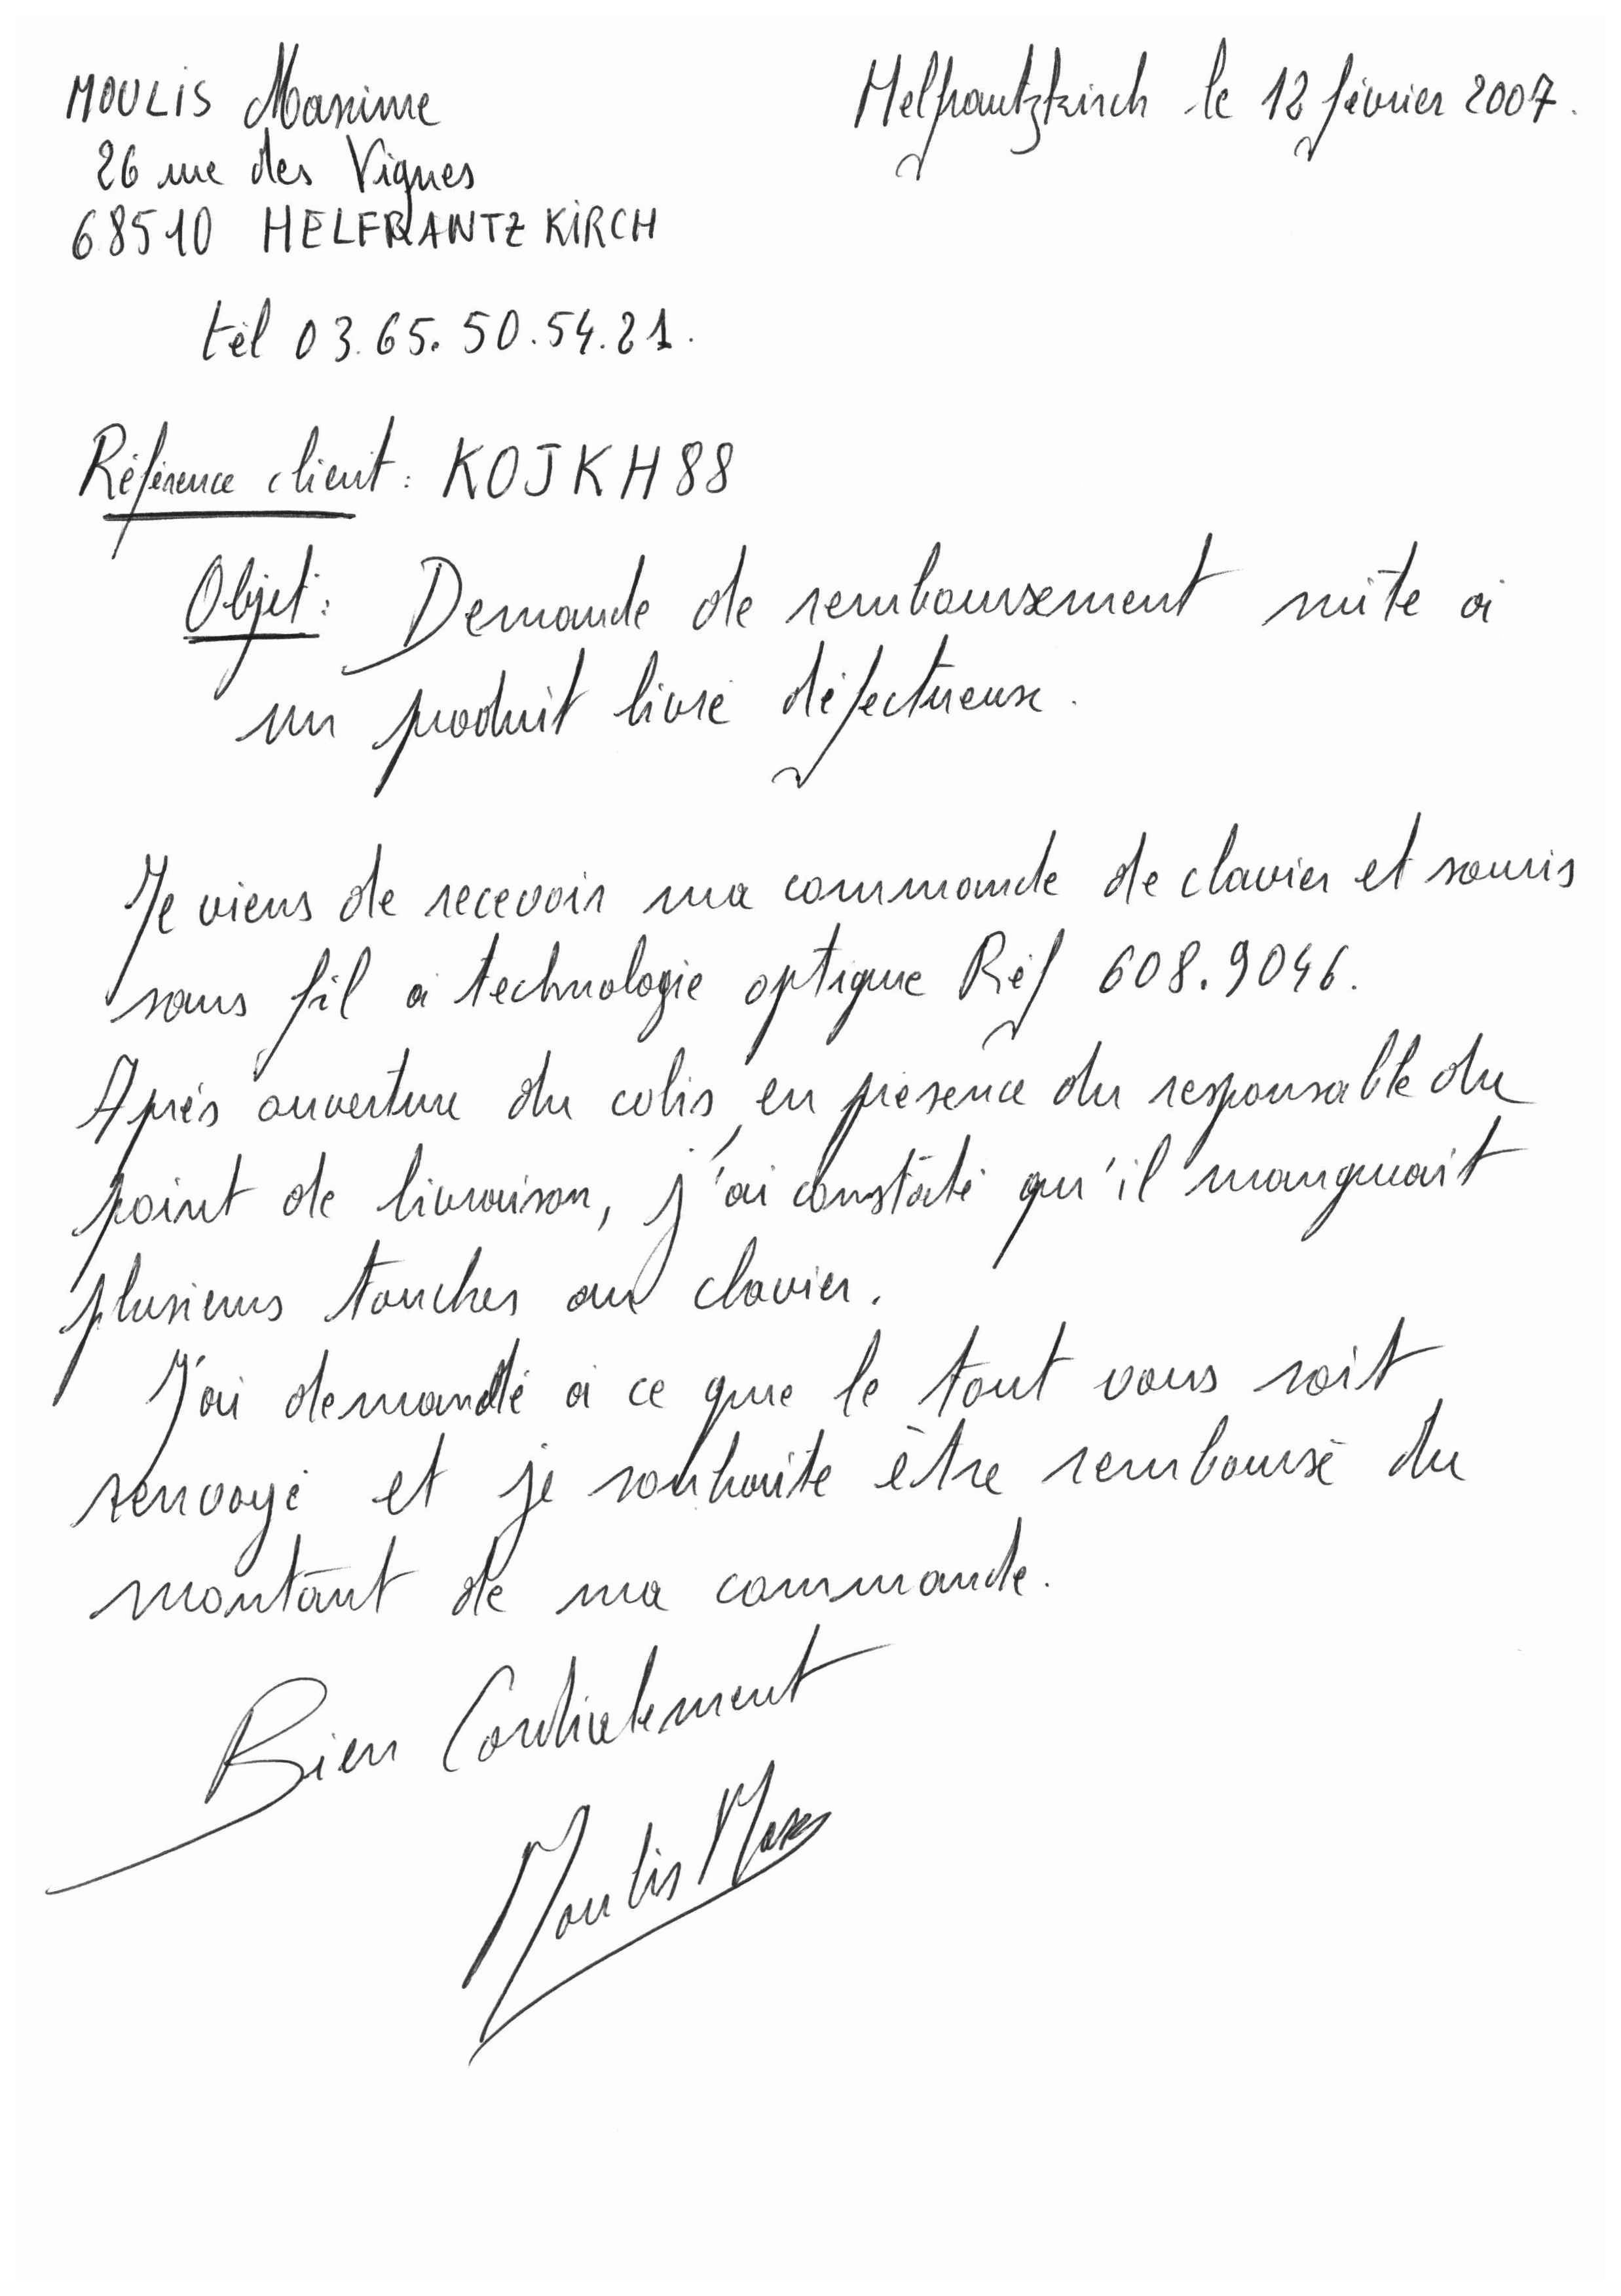 MOULIS Maxime
Helfrantzkirch le 12 février 2007.
26 rue des Vignes
68510 HELFRANTZKIRCH
tél 03.65.50.54.21.
Référence client : KOJKH88
Objet : Demande de remboursement suite à
un produit livré défectueux.
Je viens de recevoir ma commande de clavier et souris
sans fil à technologie optique Réf 608.9046.
Après ouverture du colis, en présence du responsable du
point de livraison, j'ai constaté qu'il manquait
plusieurs touches au clavier.
J'ai demandé à ce que le tout vous soit
renvoyé et je souhaite être remboursé du
montant de ma commande.
Bien Cordialement
Moulis Max